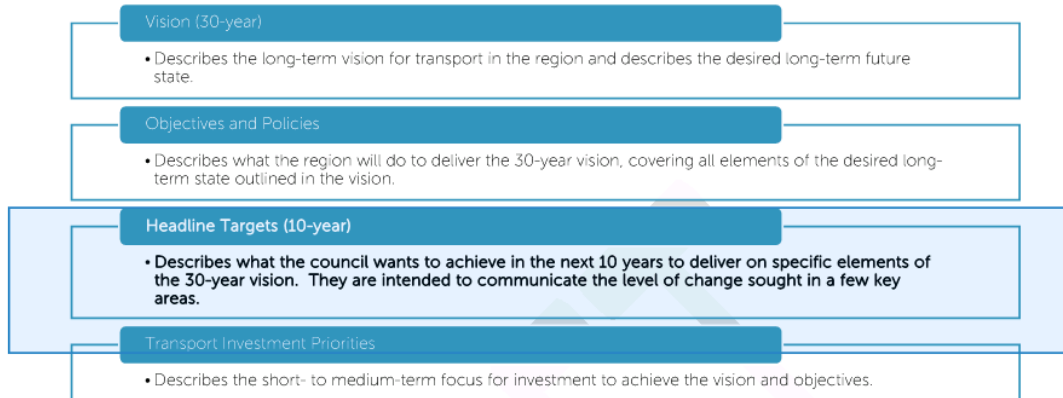 Vision (30-year)
• Describes the long-term vision for transport in the region and describes the desired long-term future
state.
Objectives and Policies
• Describes what the region will do to deliver the 30-year vision, covering all elements of the desired long-
term state outlined in the vision.
Headline Targets (10-year)
• Describes what the council wants to achieve in the next 10 years to deliver on specific elements of
the 30-year vision.  They are intended to communicate the level of change sought in a few key
areas.
Transport Investment Priorities
• Describes the short- to medium-term focus for investment to achieve the vision and objectives.